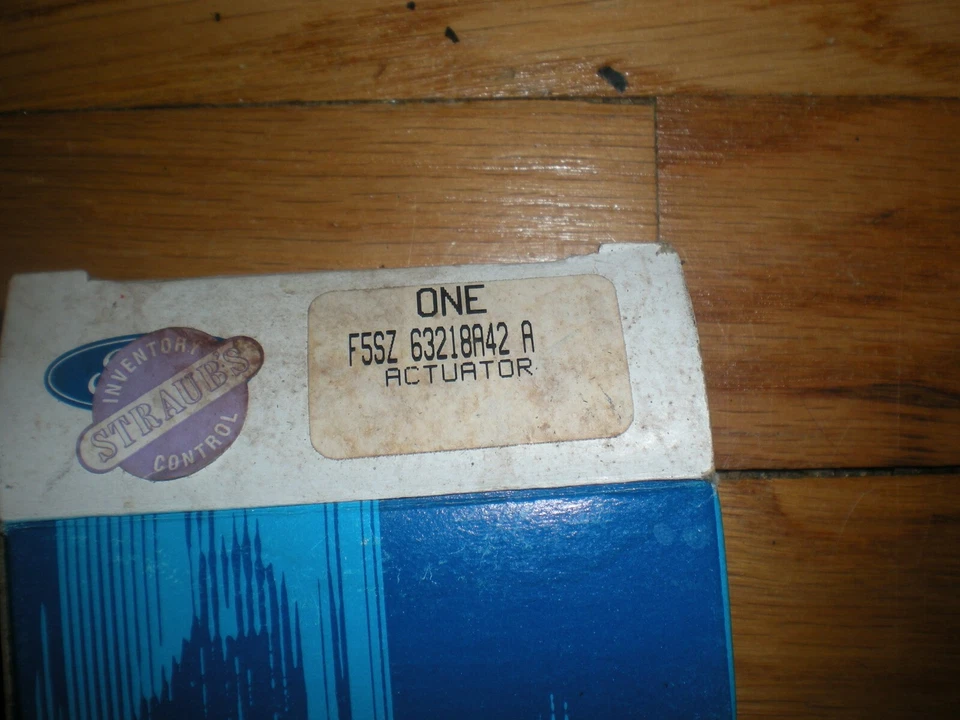 ONE
F5SZ 63218A42 A
ACTUATOR
INVENTORY
STRAUB'S
CONTROL